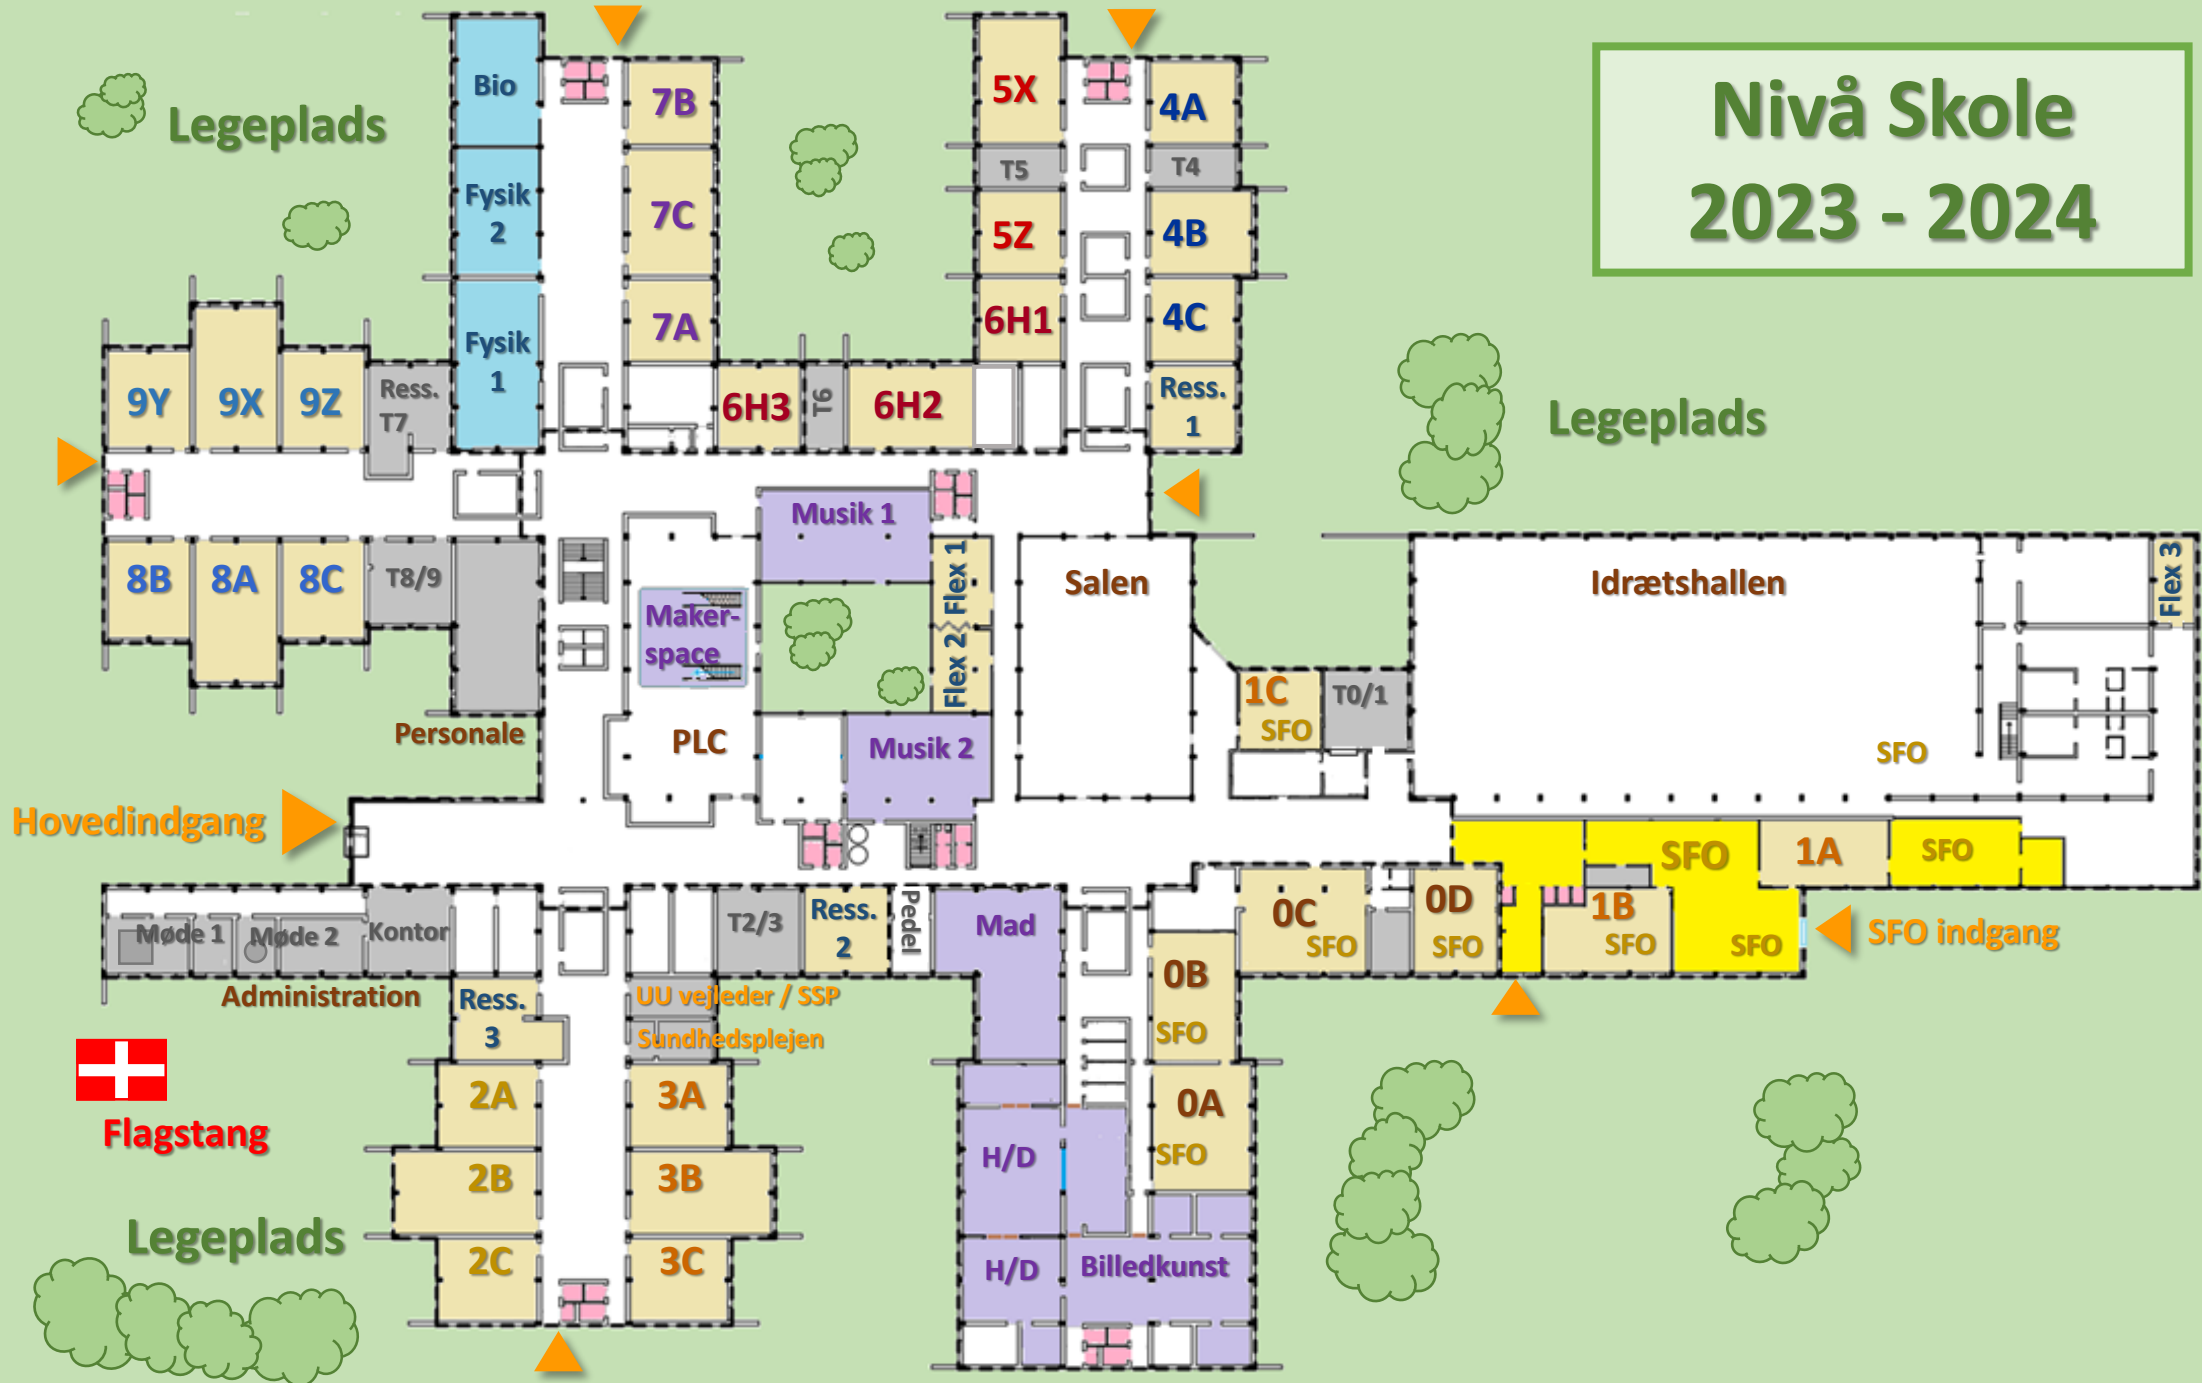 Nivå Skole
2023 - 2024
Legeplads
Bio
Fysik
2
Fysik
1
7B
7C
7A
5X
T5
5Z
6H1
4A
T4
4B
4C
Ress.
1
9Y
9X
9Z
Ress.
T7
6H3
T6
6H2
Legeplads
8B
8A
8C
T8/9
Personale
Musik 1
Maker-
space
Flex 1
Flex 2
PLC
Musik 2
Salen
Idrætshallen
Flex 3
1C
SFO
T0/1
SFO
Hovedindgang
SFO
1A
SFO
Møde 1
Møde 2
Kontor
Administration
T2/3
Ress.
2
Pedel
Mad
0C
SFO
0D
SFO
1B
SFO
SFO
SFO indgang
Ress.
3
UU vejleder / SSP
Sundhedsplejen
0B
SFO
Flagstang
2A
3A
0A
SFO
2B
3B
H/D
Legeplads
2C
3C
H/D
Billedkunst